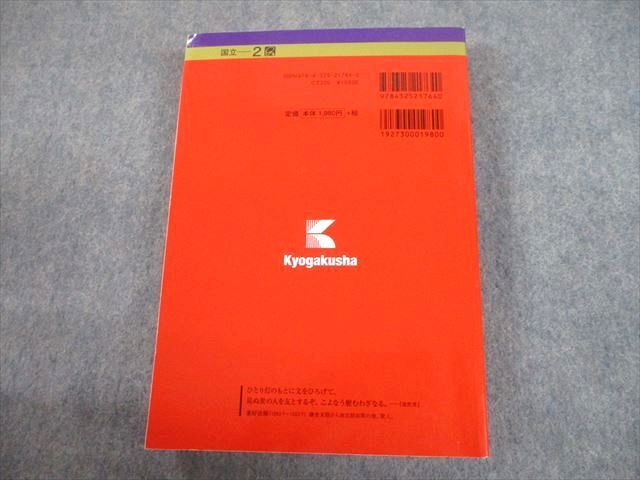 国立—2
ISBN978-4-325-21764-0
C7300 ¥1980E
9784325217640
定価 本体1,980円 +税
1927300019800
Kyogakusha
ひとり灯のもとに文をひろげて、
見ぬ世の人を友とするぞ、こよなう慰むわざなる。——『徒然草』